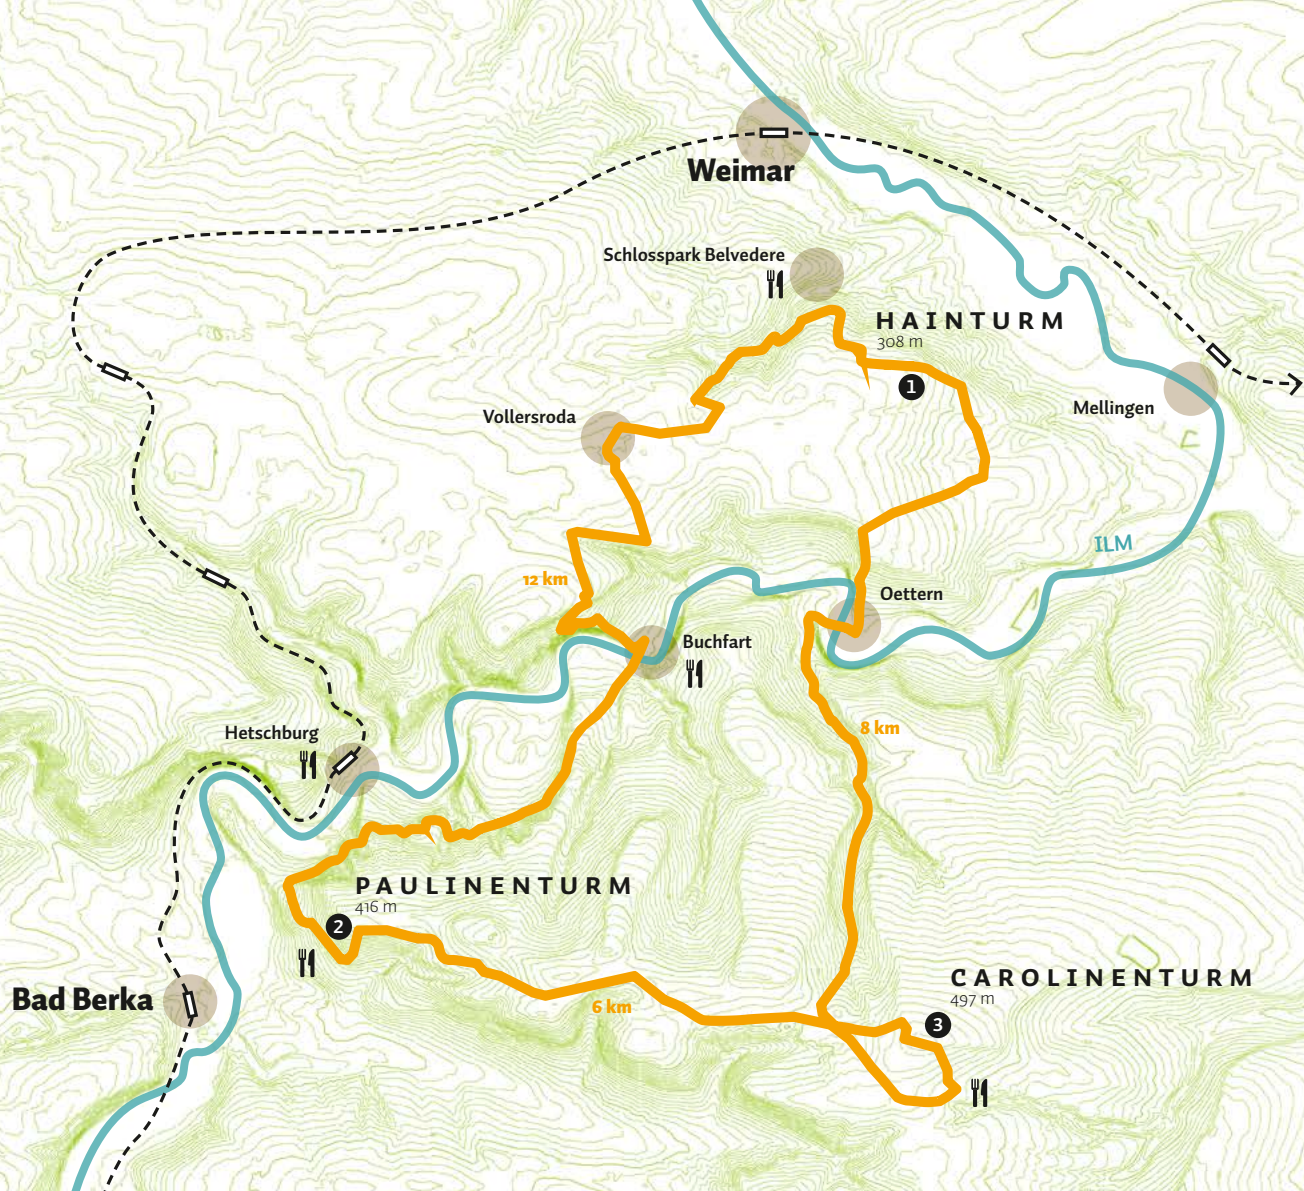 Weimar
Schlosspark Belvedere
HAINTURM
308 m
1
Mellingen
Vollersroda
ILM
12 km
Oettern
Buchfart
8 km
Hetschburg
PAULINENTURM
416 m
2
CAROLINENTURM
497 m
Bad Berka
6 km
3